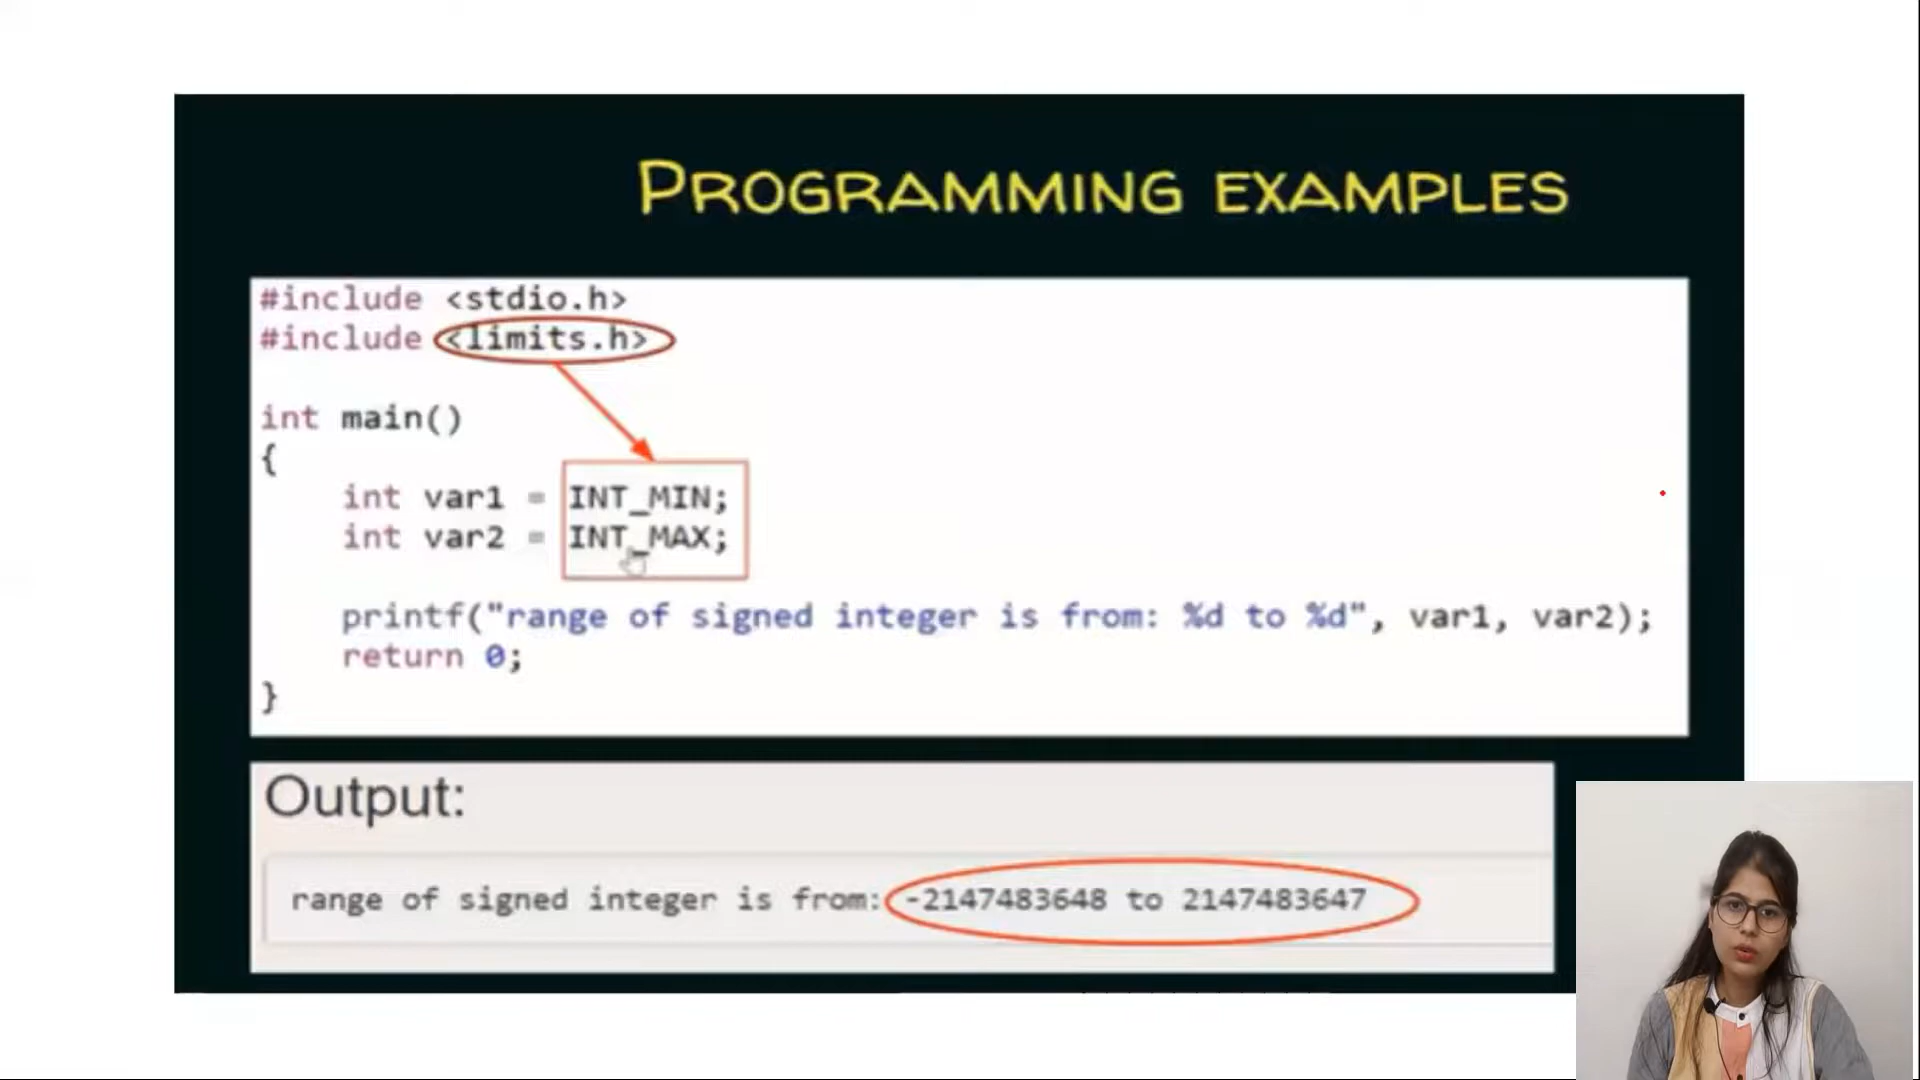 PROGRAMMING EXAMPLES
#include <stdio.h>
#include <limits.h>
int main()
{
int var1 = INT_MIN;
int var2 = INT_MAX;
printf("range of signed integer is from: %d to %d", var1, var2);
return 0;
}
Output:
range of signed integer is from: -2147483648 to 2147483647